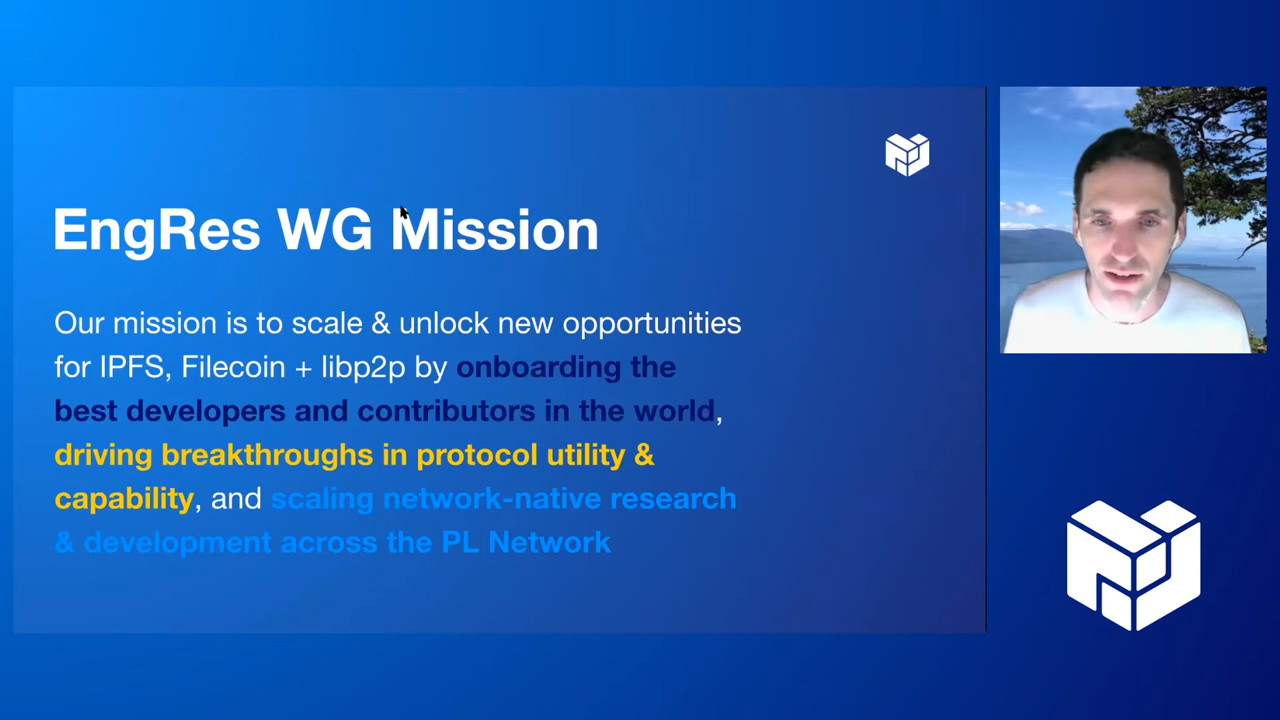 EngRes WG Mission
Our mission is to scale & unlock new opportunities
for IPFS, Filecoin + libp2p by onboarding the
best developers and contributors in the world,
driving breakthroughs in protocol utility &
capability, and scaling network-native research
& development across the PL Network